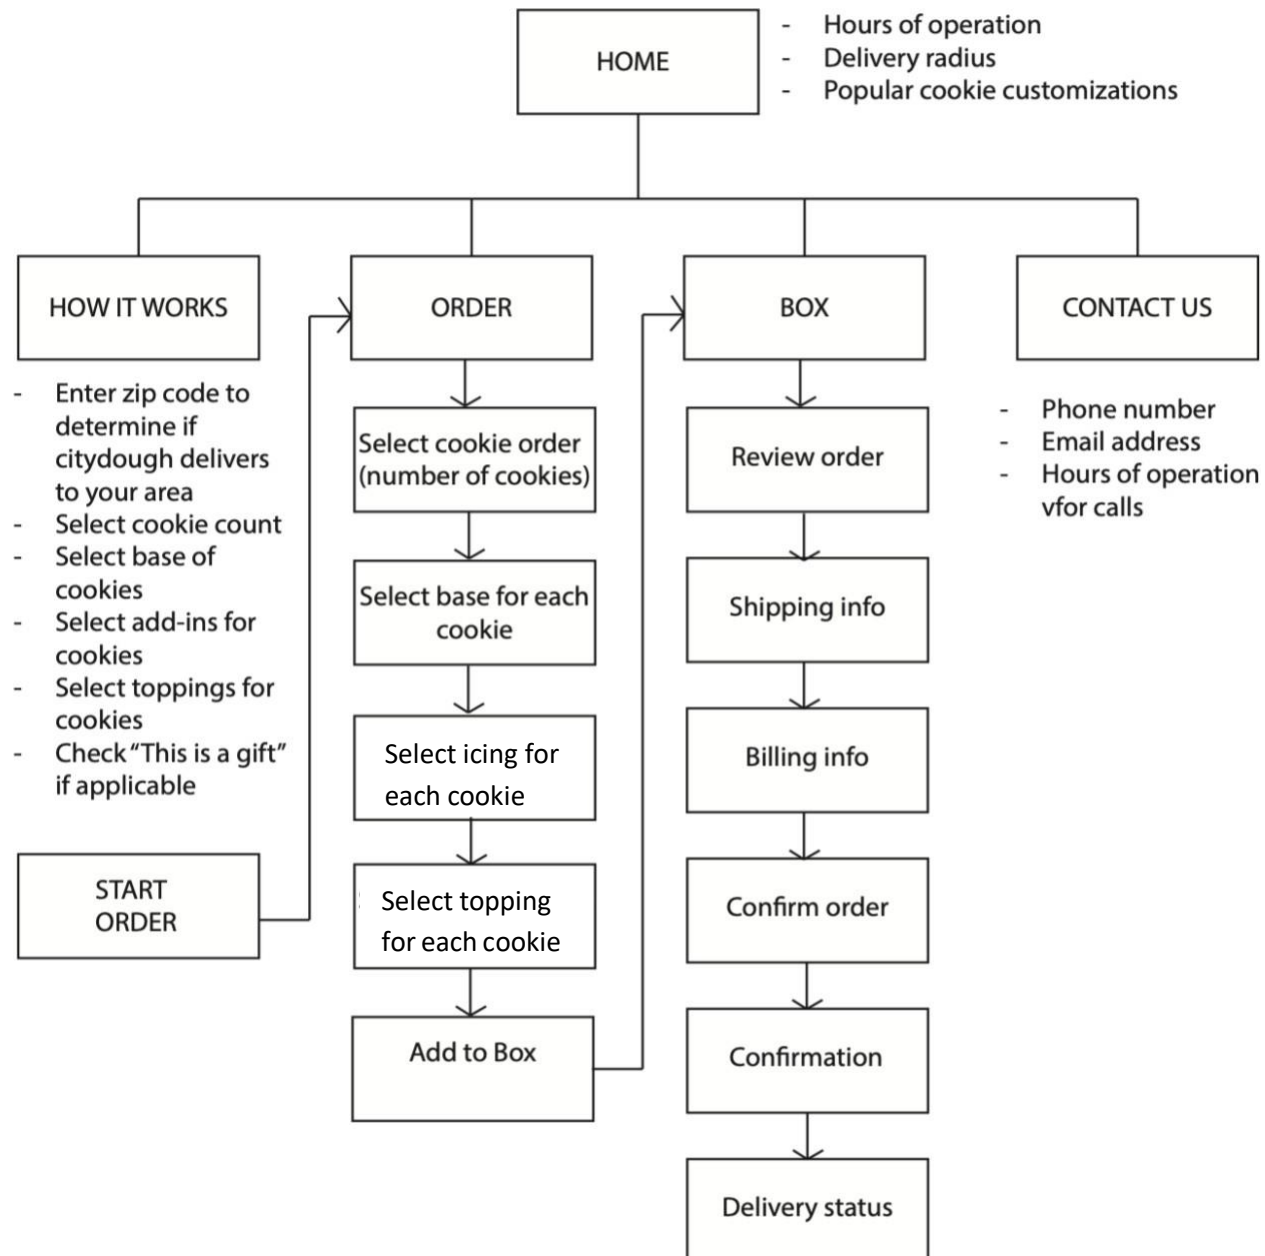 HOME
- Hours of operation
- Delivery radius
- Popular cookie customizations
HOW IT WORKS
- Enter zip code to
determine if
citydough delivers
to your area
- Select cookie count
- Select base of
cookies
- Select add-ins for
cookies
- Select toppings for
cookies
- Check “This is a gift”
if applicable
START
ORDER
ORDER
Select cookie order
(number of cookies)
Select base for each
cookie
Select icing for
each cookie
Select topping
for each cookie
Add to Box
BOX
Review order
Shipping info
Billing info
Confirm order
Confirmation
Delivery status
CONTACT US
- Phone number
- Email address
- Hours of operation
vfor calls